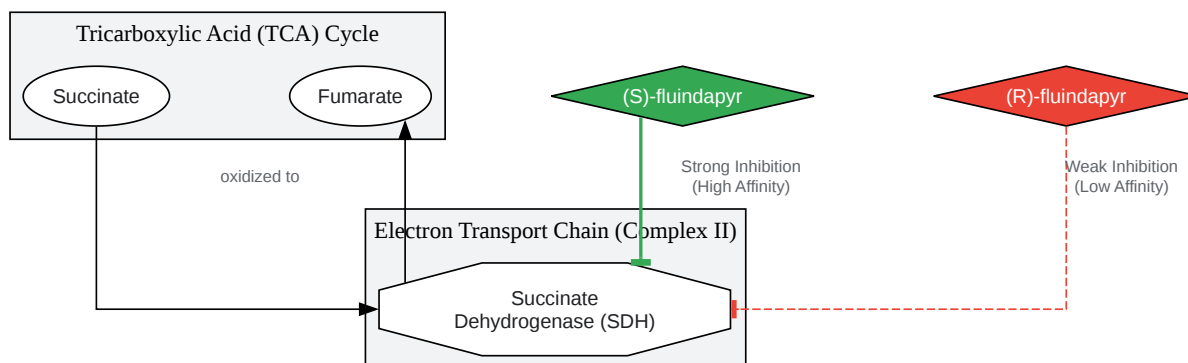 Tricarboxylic Acid (TCA) Cycle
Succinate
Fumarate
(S)-fluindapyr
(R)-fluindapyr
oxidized to
Strong Inhibition
(High Affinity)
Weak Inhibition
(Low Affinity)
Electron Transport Chain (Complex II)
Succinate
Dehydrogenase (SDH)